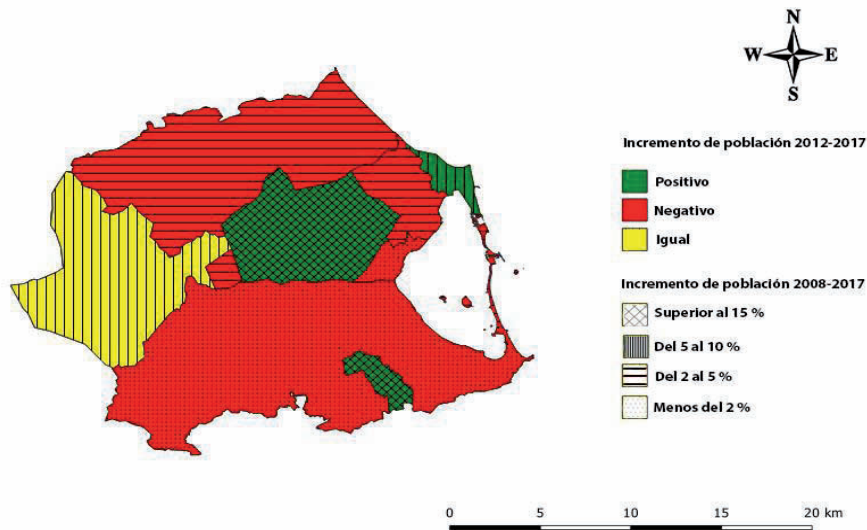 N
W E
S
Incremento de población 2012-2017
Positivo
Negativo
Igual
Incremento de población 2008-2017
Superior al 15 %
Del 5 al 10 %
Del 2 al 5 %
Menos del 2 %
0 5 10 15 20 km